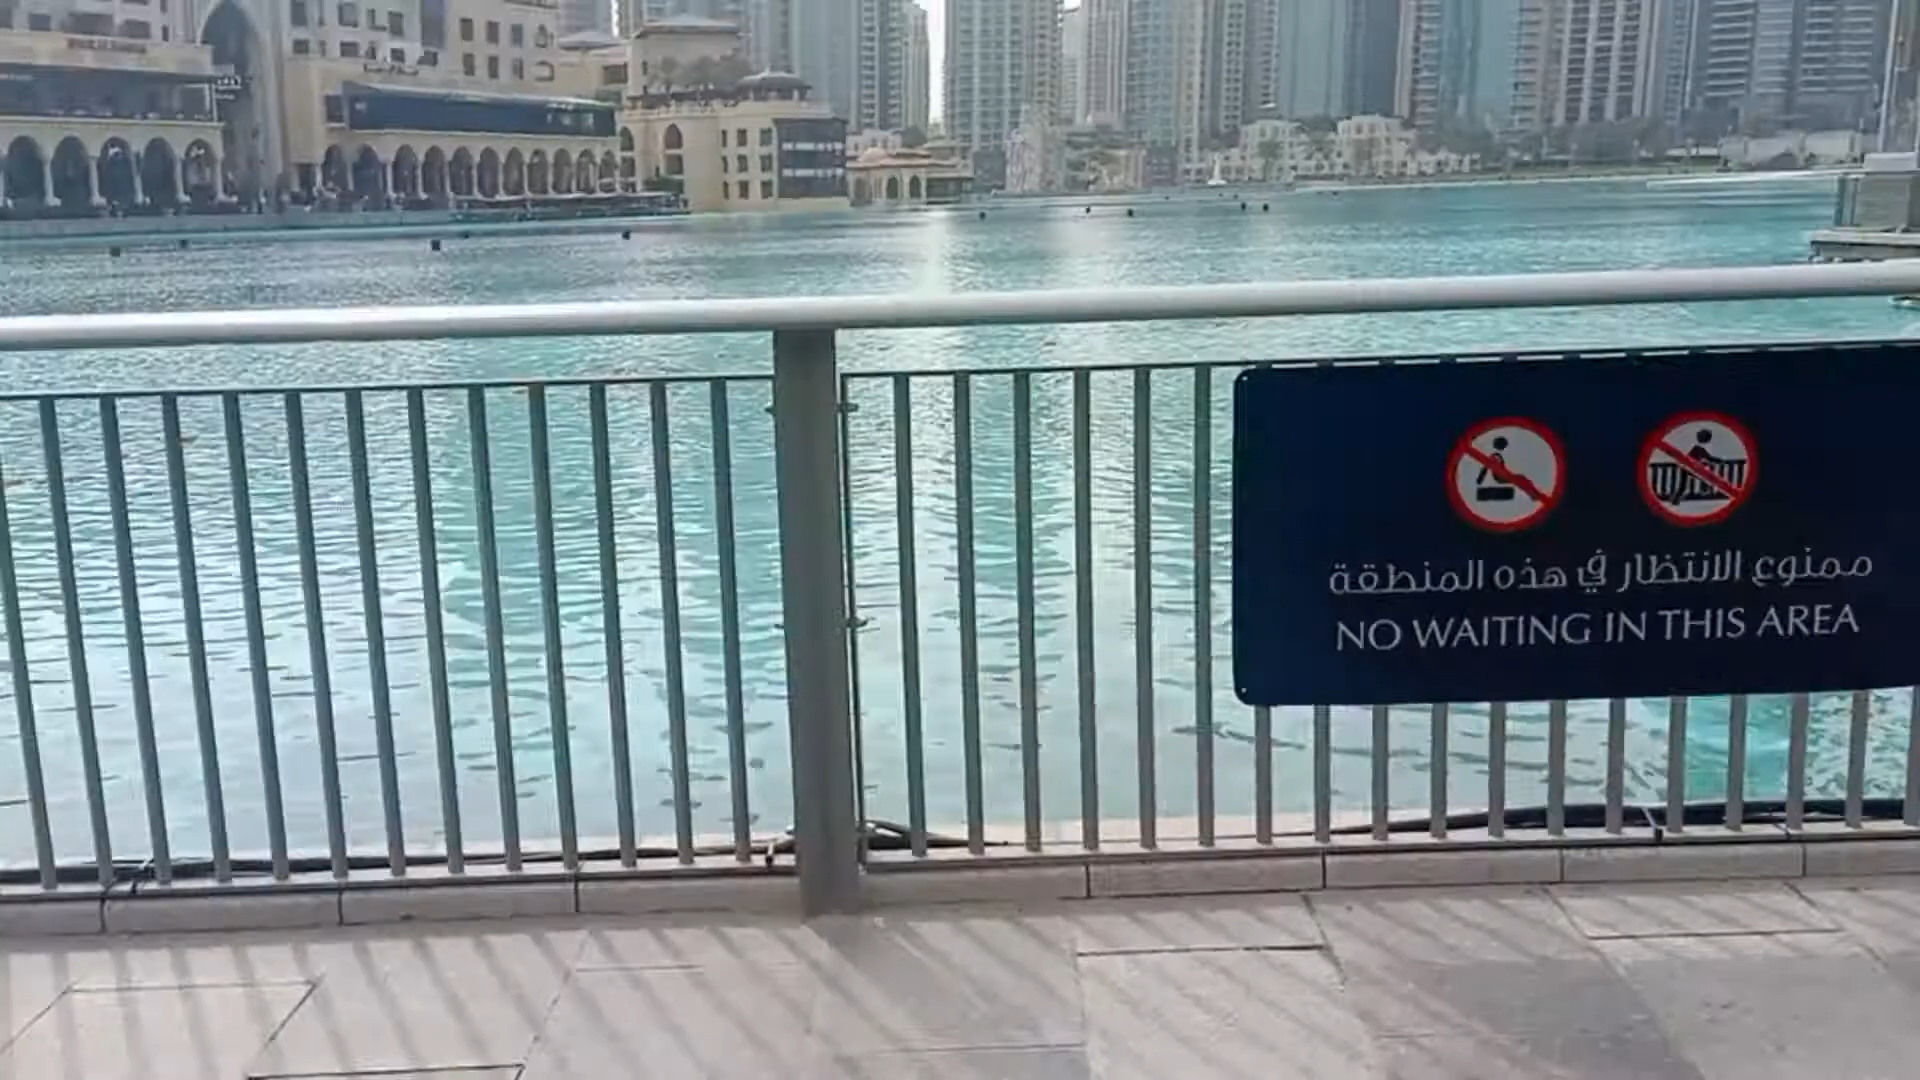 ممنوع الانتظار في هذه المنطقة
NO WAITING IN THIS AREA